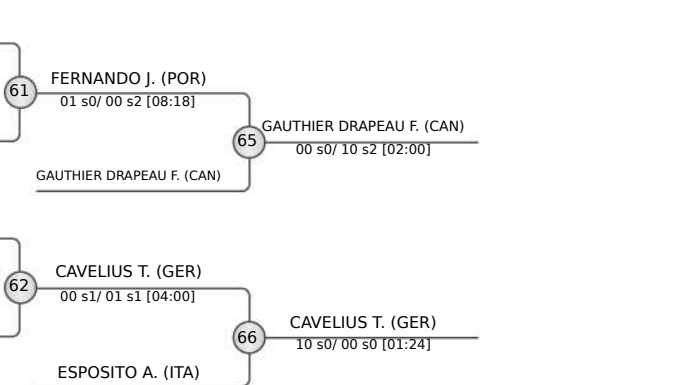 FERNANDO J. (POR)
61
01 s0/ 00 s2 [08:18]
GAUTHIER DRAPEAU F. (CAN)
65
00 s0/ 10 s2 [02:00]
GAUTHIER DRAPEAU F. (CAN)
CAVELIUS T. (GER)
62
00 s1/ 01 s1 [04:00]
CAVELIUS T. (GER)
66
10 s0/ 00 s0 [01:24]
ESPOSITO A. (ITA)